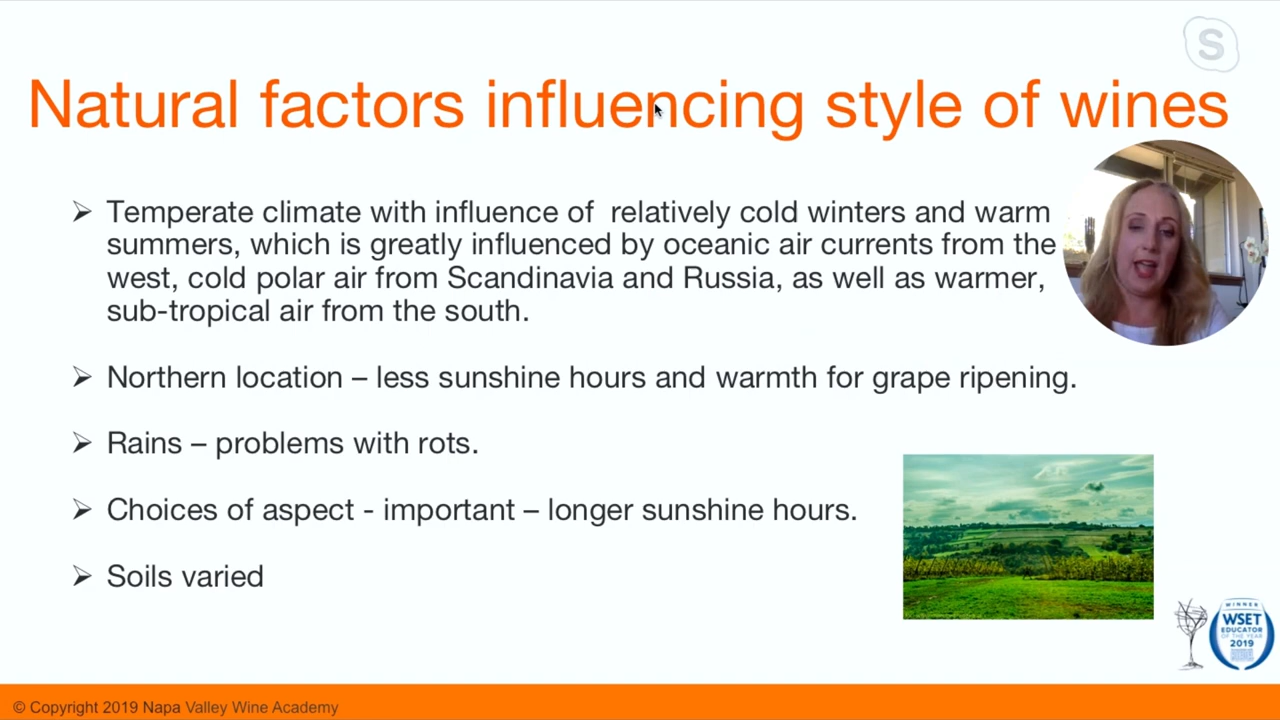 S
Natural factors influencing style of wines
➢ Temperate climate with influence of  relatively cold winters and warm
summers, which is greatly influenced by oceanic air currents from the
west, cold polar air from Scandinavia and Russia, as well as warmer,
sub-tropical air from the south.
➢ Northern location – less sunshine hours and warmth for grape ripening.
➢ Rains – problems with rots.
➢ Choices of aspect - important – longer sunshine hours.
➢ Soils varied
WINNER
WSET
EDUCATOR
OF THE YEAR
2019
© Copyright 2019 Napa Valley Wine Academy